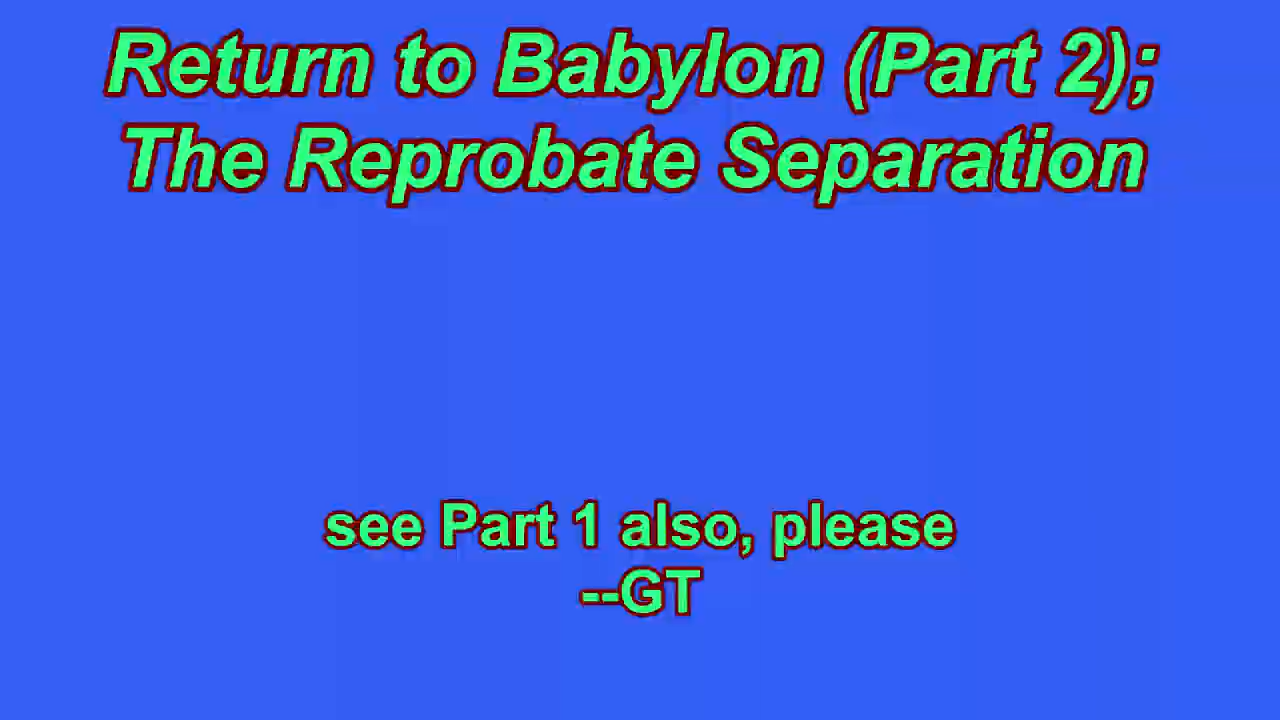 Return to Babylon (Part 2);
The Reprobate Separation
see Part 1 also, please
--GT